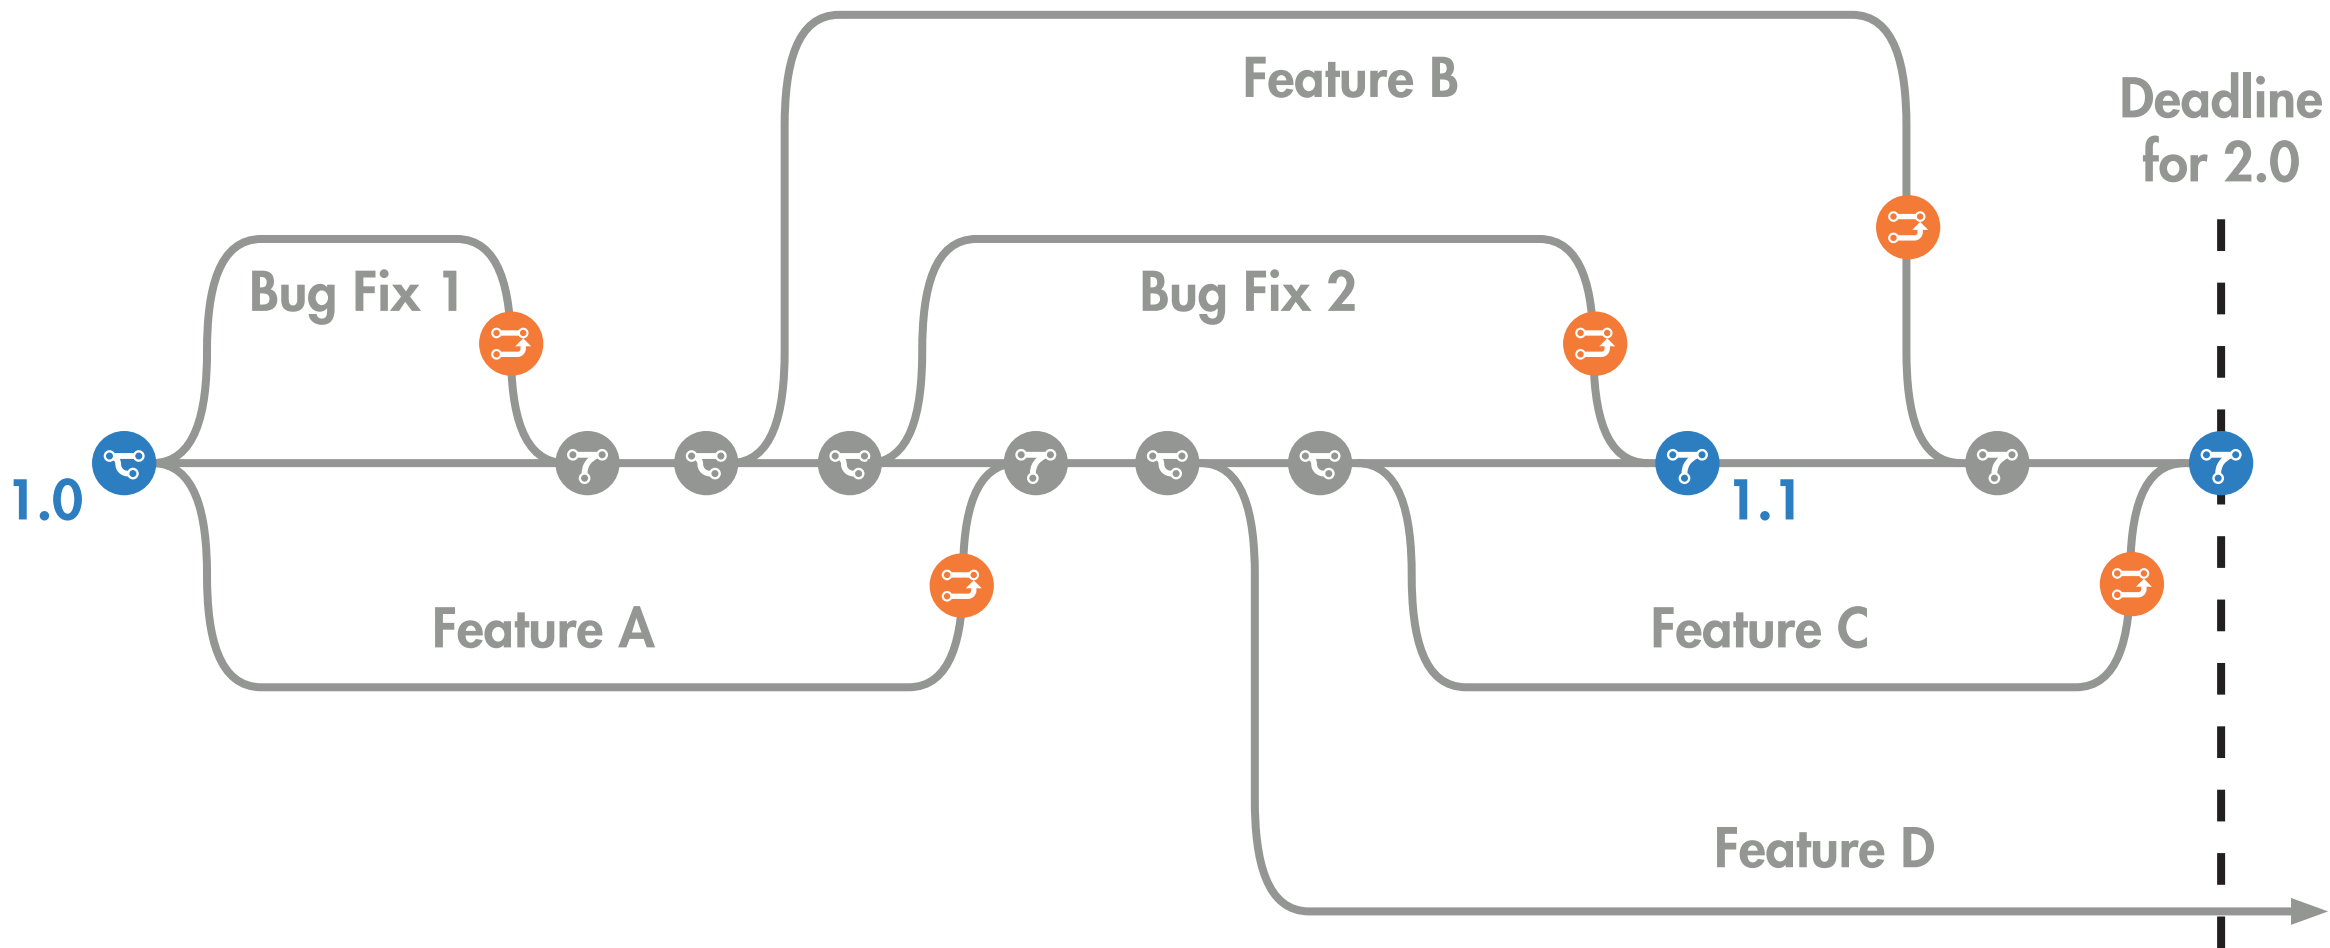 Feature B
Deadline
for 2.0
Bug Fix 1
Bug Fix 2
1.0
1.1
Feature A
Feature C
Feature D